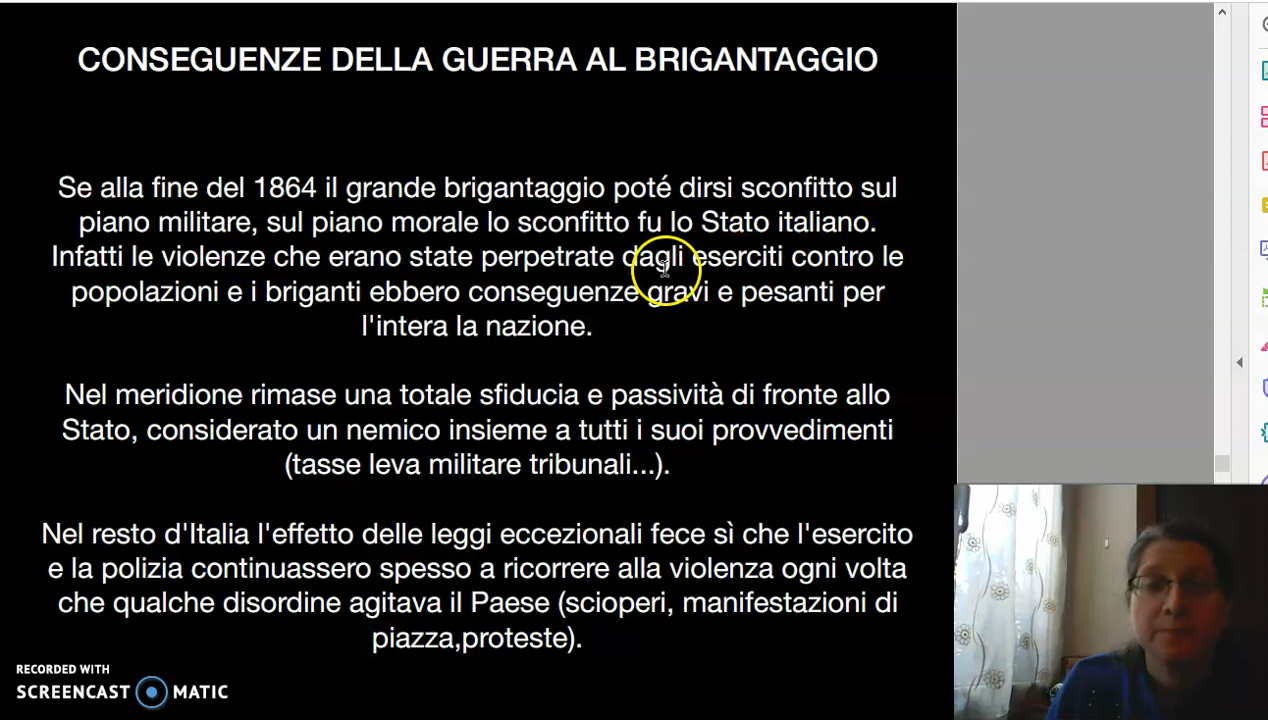 CONSEGUENZE DELLA GUERRA AL BRIGANTAGGIO
Se alla fine del 1864 il grande brigantaggio poté dirsi sconfitto sul
piano militare, sul piano morale lo sconfitto fu lo Stato italiano.
Infatti le violenze che erano state perpetrate dagli eserciti contro le
popolazioni e i briganti ebbero conseguenze gravi e pesanti per
l'intera la nazione.
Nel meridione rimase una totale sfiducia e passività di fronte allo
Stato, considerato un nemico insieme a tutti i suoi provvedimenti
(tasse leva militare tribunali...).
Nel resto d'Italia l'effetto delle leggi eccezionali fece sì che l'esercito
e la polizia continuassero spesso a ricorrere alla violenza ogni volta
che qualche disordine agitava il Paese (scioperi, manifestazioni di
piazza,proteste).
RECORDED WITH
SCREENCAST MATIC